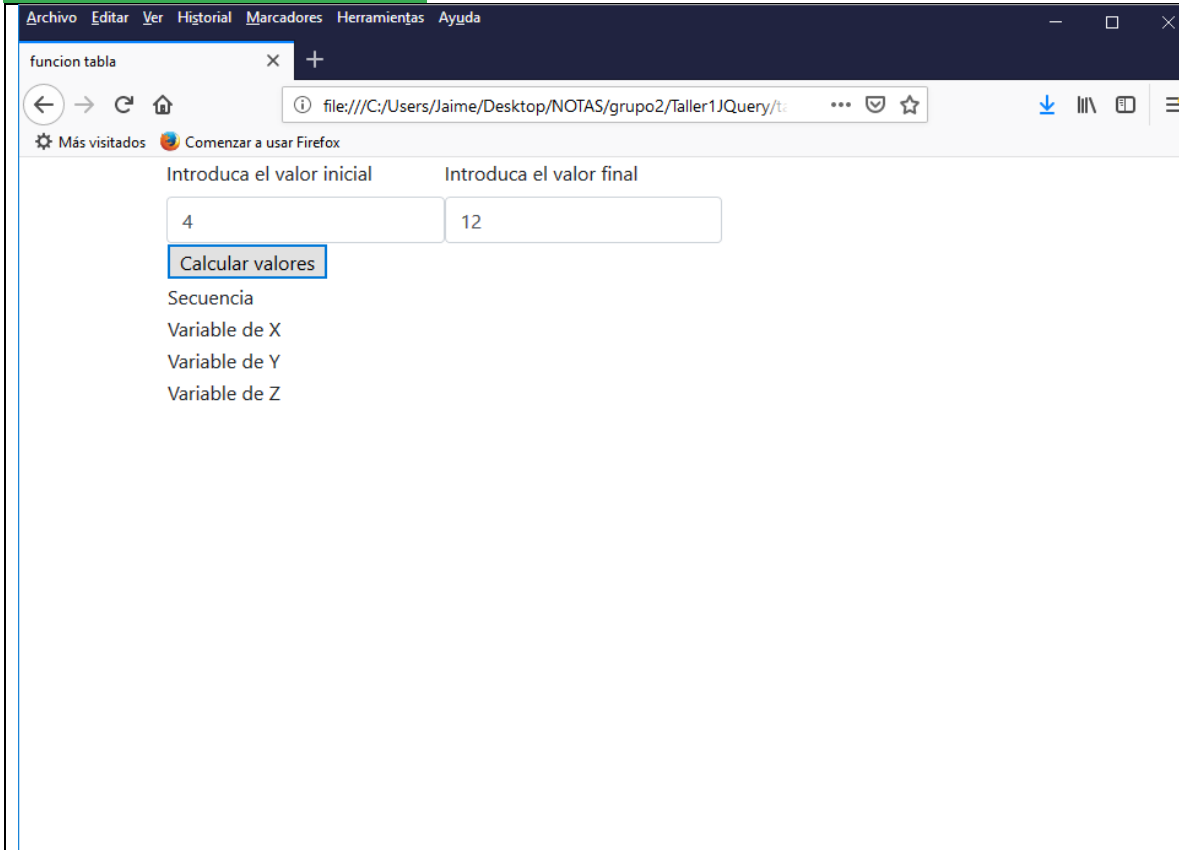 Archivo Editar Ver Historial Marcadores Herramientas Ayuda
funcion tabla
file:///C:/Users/Jaime/Desktop/NOTAS/grupo2/Taller1JQuery/ta
Más visitados Comenzar a usar Firefox
Introduca el valor inicial Introduca el valor final
4 12
Calcular valores
Secuencia
Variable de X
Variable de Y
Variable de Z